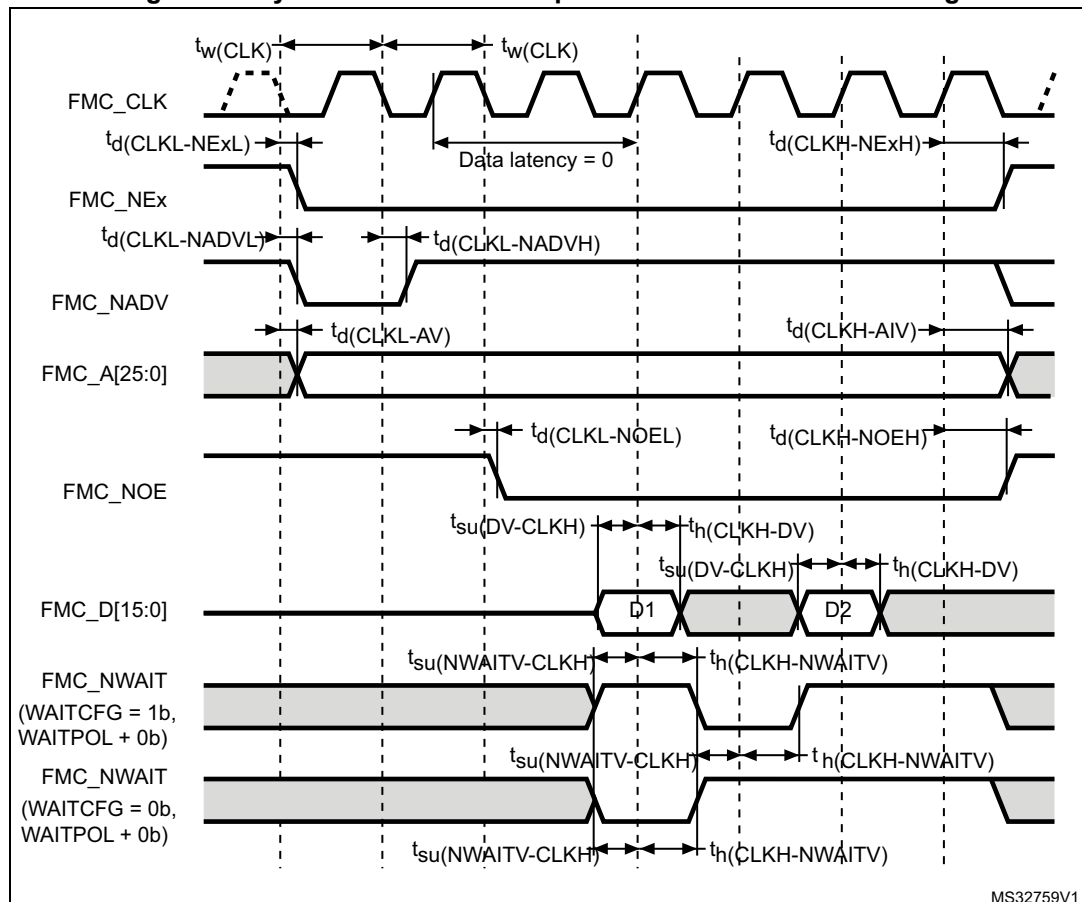 tw(CLK) tw(CLK)
FMC_CLK
td(CLKL-NExL) Data latency = 0 td(CLKH-NExH)
FMC_NEx
td(CLKL-NADVL) td(CLKL-NADVH)
FMC_NADV
td(CLKL-AV) td(CLKH-AIV)
FMC_A[25:0]
td(CLKL-NOEL) td(CLKH-NOEH)
FMC_NOE
tsu(DV-CLKH) th(CLKH-DV)
tsu(DV-CLKH) th(CLKH-DV)
FMC_D[15:0] D1 D2
tsu(NWAITV-CLKH) th(CLKH-NWAITV)
FMC_NWAIT
(WAITCFG = 1b,
WAITPOL + 0b)
tsu(NWAITV-CLKH) th(CLKH-NWAITV)
FMC_NWAIT
(WAITCFG = 0b,
WAITPOL + 0b)
tsu(NWAITV-CLKH) th(CLKH-NWAITV)
MS32759V1